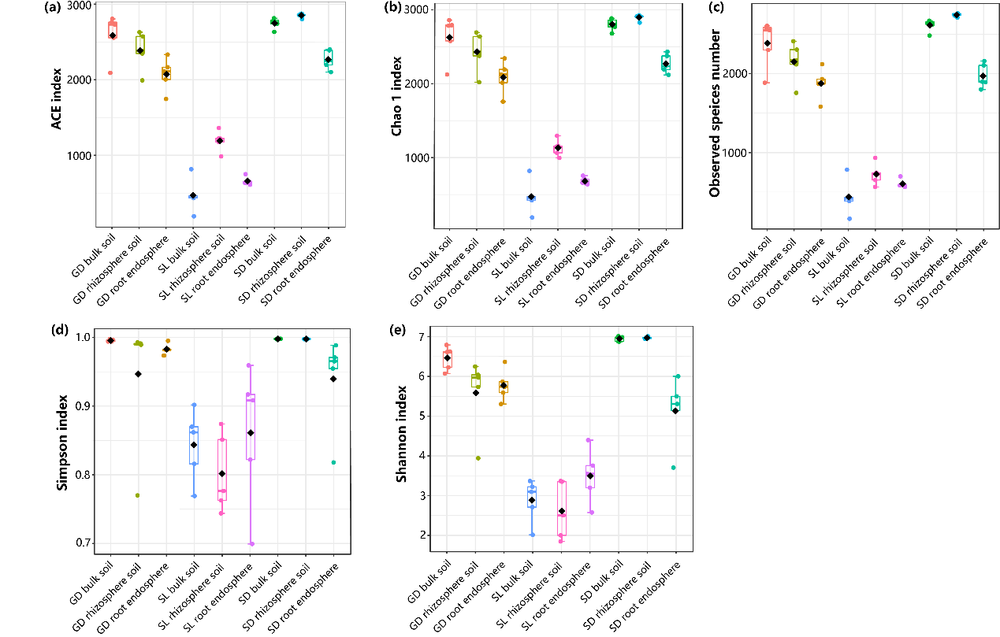 (a)
ACE index
3000
2000
1000
GD bulk soil
GD rhizosphere soil
GD root endosphere
SL bulk soil
SL rhizosphere soil
SL root endosphere
SD bulk soil
SD rhizosphere soil
SD root endosphere
(b)
Chao 1 index
3000
2000
1000
GD bulk soil
GD rhizosphere soil
GD root endosphere
SL bulk soil
SL rhizosphere soil
SL root endosphere
SD bulk soil
SD rhizosphere soil
SD root endosphere
(c)
Observed speices number
2000
1000
GD bulk soil
GD rhizosphere soil
GD root endosphere
SL bulk soil
SL rhizosphere soil
SL root endosphere
SD bulk soil
SD rhizosphere soil
SD root endosphere
(d)
Simpson index
1.0
0.9
0.8
0.7
GD bulk soil
GD rhizosphere soil
GD root endosphere
SL bulk soil
SL rhizosphere soil
SL root endosphere
SD bulk soil
SD rhizosphere soil
SD root endosphere
(e)
Shannon index
7
6
5
4
3
2
GD bulk soil
GD rhizosphere soil
GD root endosphere
SL bulk soil
SL rhizosphere soil
SL root endosphere
SD bulk soil
SD rhizosphere soil
SD root endosphere